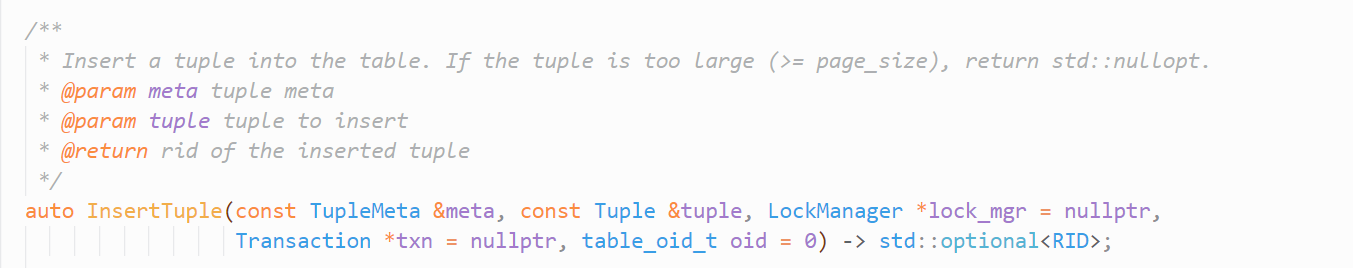 /**
 * Insert a tuple into the table. If the tuple is too large (>= page_size), return std::nullopt.
 * @param meta tuple meta
 * @param tuple tuple to insert
 * @return rid of the inserted tuple
 */
auto InsertTuple(const TupleMeta &meta, const Tuple &tuple, LockManager *lock_mgr = nullptr,
                 Transaction *txn = nullptr, table_oid_t oid = 0) -> std::optional<RID>;